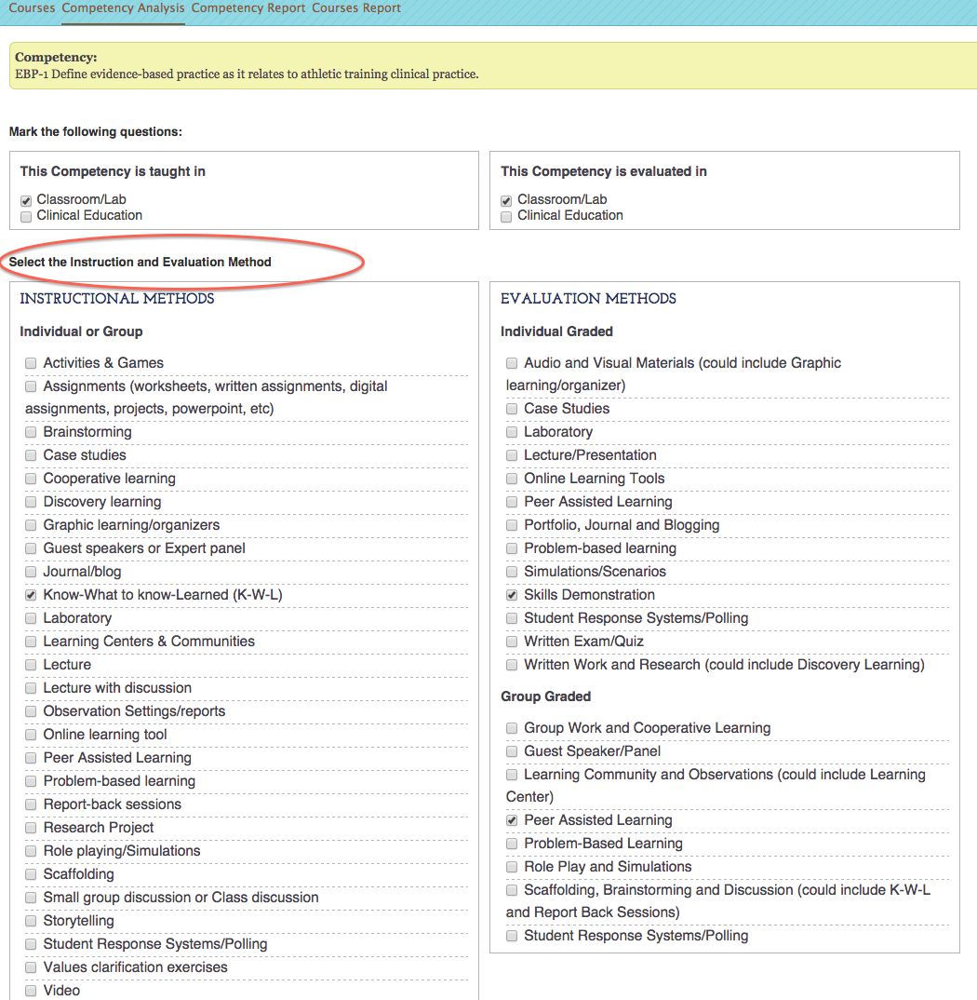 Courses Competency Analysis Competency Report Courses Report
Competency:
EBP-1 Define evidence-based practice as it relates to athletic training clinical practice.
Mark the following questions:
This Competency is taught in
Classroom/Lab
Clinical Education
This Competency is evaluated in
Classroom/Lab
Clinical Education
Select the Instruction and Evaluation Method
INSTRUCTIONAL METHODS
Individual or Group
Activities & Games
Assignments (worksheets, written assignments, digital
assignments, projects, powerpoint, etc)
Brainstorming
Case studies
Cooperative learning
Discovery learning
Graphic learning/organizers
Guest speakers or Expert panel
Journal/blog
Know-What to know-Learned (K-W-L)
Laboratory
Learning Centers & Communities
Lecture
Lecture with discussion
Observation Settings/reports
Online learning tool
Peer Assisted Learning
Problem-based learning
Report-back sessions
Research Project
Role playing/Simulations
Scaffolding
Small group discussion or Class discussion
Storytelling
Student Response Systems/Polling
Values clarification exercises
Video
EVALUATION METHODS
Individual Graded
Audio and Visual Materials (could include Graphic
learning/organizer)
Case Studies
Laboratory
Lecture/Presentation
Online Learning Tools
Peer Assisted Learning
Portfolio, Journal and Blogging
Problem-based learning
Simulations/Scenarios
Skills Demonstration
Student Response Systems/Polling
Written Exam/Quiz
Written Work and Research (could include Discovery Learning)
Group Graded
Group Work and Cooperative Learning
Guest Speaker/Panel
Learning Community and Observations (could include Learning
Center)
Peer Assisted Learning
Problem-Based Learning
Role Play and Simulations
Scaffolding, Brainstorming and Discussion (could include K-W-L
and Report Back Sessions)
Student Response Systems/Polling